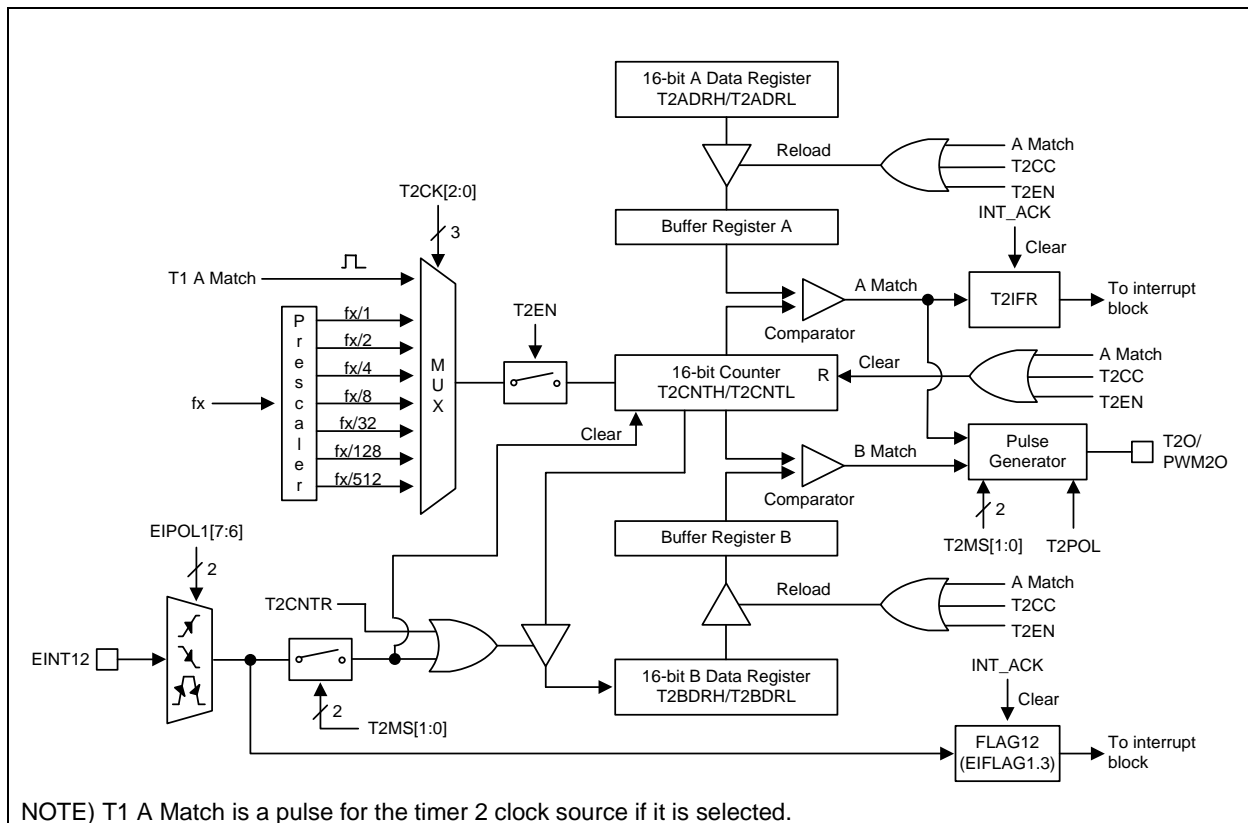 16-bit A Data Register
T2ADRH/T2ADRL
Reload
A Match
T2CC
T2EN
T2CK[2:0]
3
Buffer Register A
INT_ACK
Clear
T1 A Match
A Match
T2IFR
To interrupt
block
Comparator
Prescaler
fx/1
fx/2
fx/4
fx/8
fx/32
fx/128
fx/512
fx
MUX
T2EN
16-bit Counter
T2CNTH/T2CNTL
R
Clear
A Match
T2CC
T2EN
Clear
B Match
Pulse
Generator
T2O/
PWM2O
Comparator
2
T2MS[1:0]
T2POL
EIPOL1[7:6]
2
Buffer Register B
Reload
A Match
T2CC
T2EN
T2CNTR
EINT12
2
T2MS[1:0]
16-bit B Data Register
T2BDRH/T2BDRL
INT_ACK
Clear
FLAG12
(EIFLAG1.3)
To interrupt
block
NOTE) T1 A Match is a pulse for the timer 2 clock source if it is selected.